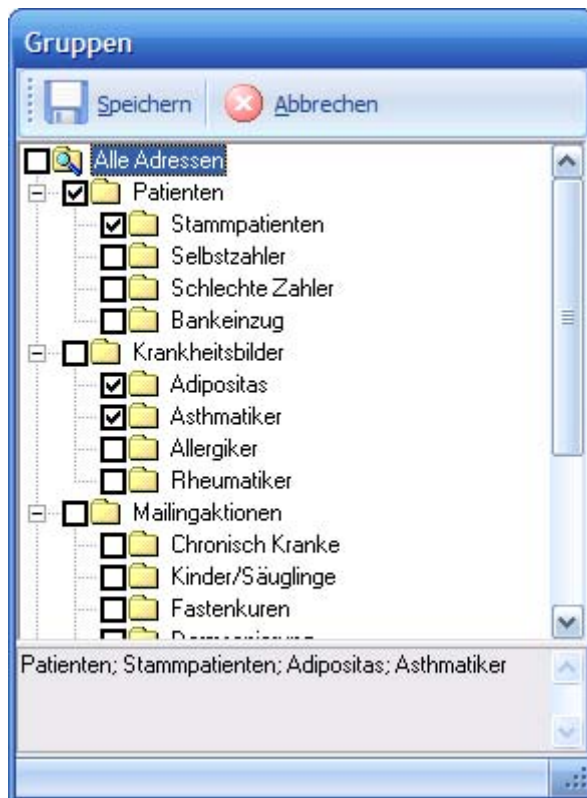 Gruppen
Speichern Abbrechen
Alle Adressen
Patienten
Stammpatienten
Selbstzahler
Schlechte Zahler
Bankeinzug
Krankheitsbilder
Adipositas
Asthmatiker
Allergiker
Rheumatiker
Mailingaktionen
Chronisch Kranke
Kinder/Säuglinge
Fastenkuren
Patienten; Stammpatienten; Adipositas; Asthmatiker